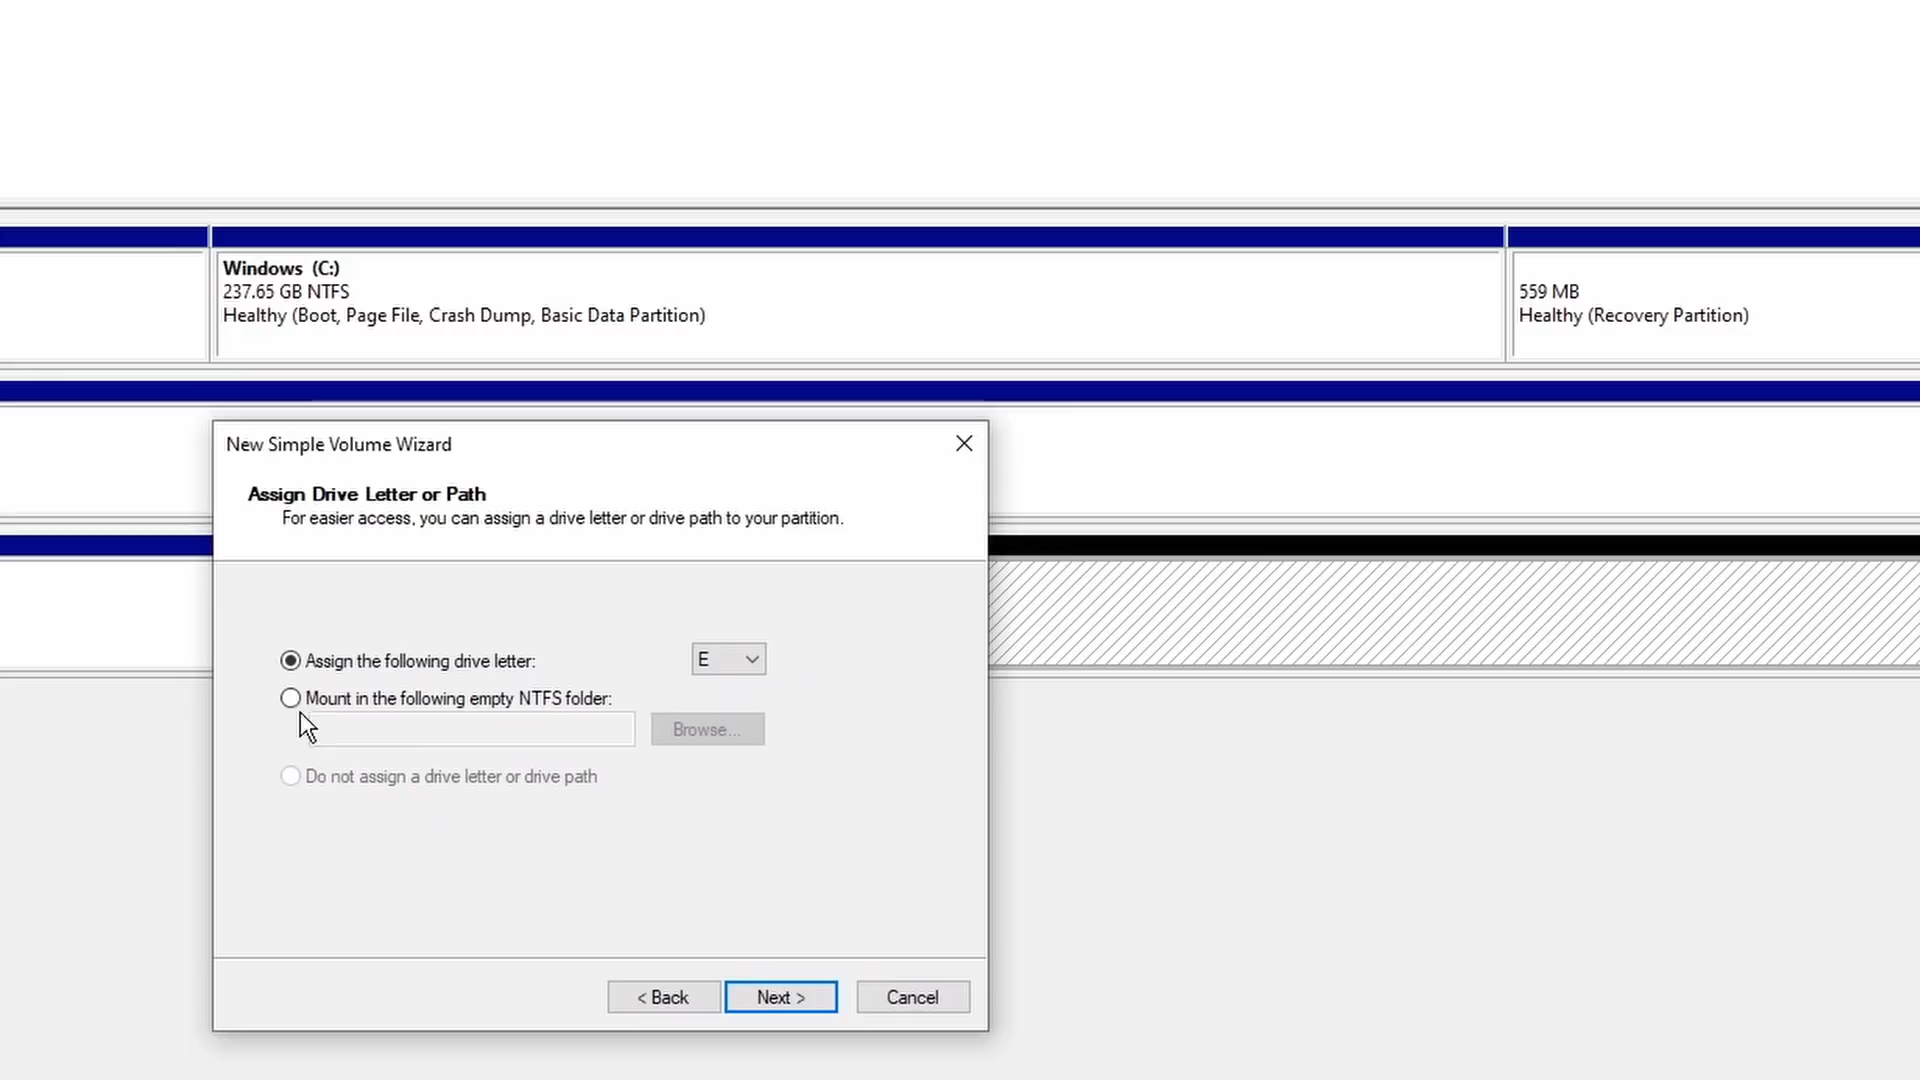 Windows (C:)
237.65 GB NTFS
Healthy (Boot, Page File, Crash Dump, Basic Data Partition)
559 MB
Healthy (Recovery Partition)
New Simple Volume Wizard
Assign Drive Letter or Path
For easier access, you can assign a drive letter or drive path to your partition.
Assign the following drive letter: E
Mount in the following empty NTFS folder:
Browse...
Do not assign a drive letter or drive path
< Back Next > Cancel